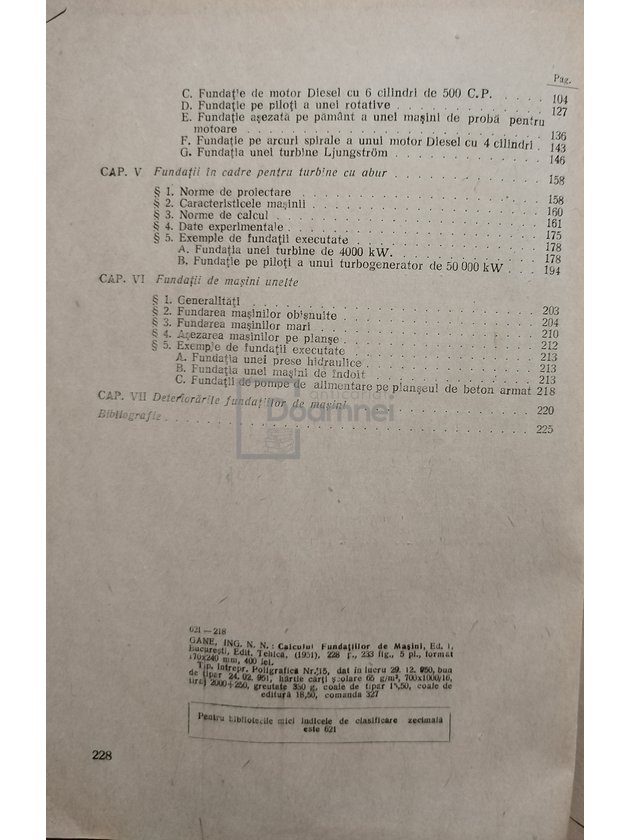 Pag.
C. Fundație de motor Diesel cu 6 cilindri de 500 C.P. . . . . 104
D. Fundație pe piloți a unei rotative . . . . . . . . . . . 127
E. Fundație așezată pe pământ a unei mașini de probă pentru
motoare . . . . . . . . . . . . . . . . . . . . . . 136
F. Fundație pe arcuri spirale a unui motor Diesel cu 4 cilindri . 143
G. Fundația unei turbine Ljungström . . . . . . . . . . . 146
CAP. V Fundații în cadre pentru turbine cu abur . . . . . . . . 158
§ 1. Norme de proiectare . . . . . . . . . . . . . . . . 158
§ 2. Caracteristicele mașinii . . . . . . . . . . . . . . . 160
§ 3. Norme de calcul . . . . . . . . . . . . . . . . . . 161
§ 4. Date experimentale . . . . . . . . . . . . . . . . . 175
§ 5. Exemple de fundații executate . . . . . . . . . . . . 178
A. Fundația unei turbine de 4000 kW. . . . . . . . . . . 178
B. Fundație pe piloți a unui turbogenerator de 50 000 kW . . . 194
CAP. VI Fundații de mașini unelte
§ 1. Generalități . . . . . . . . . . . . . . . . . . . 203
§ 2. Fundarea mașinilor obișnuite . . . . . . . . . . . . . 204
§ 3. Fundarea mașinilor mari . . . . . . . . . . . . . . . 210
§ 4. Așezarea mașinilor pe planșe . . . . . . . . . . . . . 212
§ 5. Exemple de fundații executate . . . . . . . . . . . . 213
A. Fundația unei prese hidraulice . . . . . . . . . . . . 213
B. Fundația unei mașini de îndoit . . . . . . . . . . . . 213
C. Fundații de pompe de alimentare pe planșeul de beton armat 218
CAP. VII Deteriorările fundațiilor de mașini . . . . . . . . . . . 220
Bibliografie . . . . . . . . . . . . . . . . . . . . . . . 225
anticariat
Doamnei
621—218
GANE, ING. N. N.: Calculul Fundațiilor de Mașini, Ed. I,
București, Edit. Tehnică, (1951), 228 p., 233 fig., 5 pl., format
170x240 mm, 400 lei.
Tip. Intrepr. Poligrafică Nr. 15, dat în lucru 29. 12. 950, bun
de tipar 24. 02. 951, hârtie cărți școlare 65 g/m², 700x1000/16,
tiraj 2000+250, greutate 350 g, coale de tipar 14,50, coale de
editură 18,50, comanda 327
Pentru bibliotecile mici indicele de clasificare zecimală
este 621
228